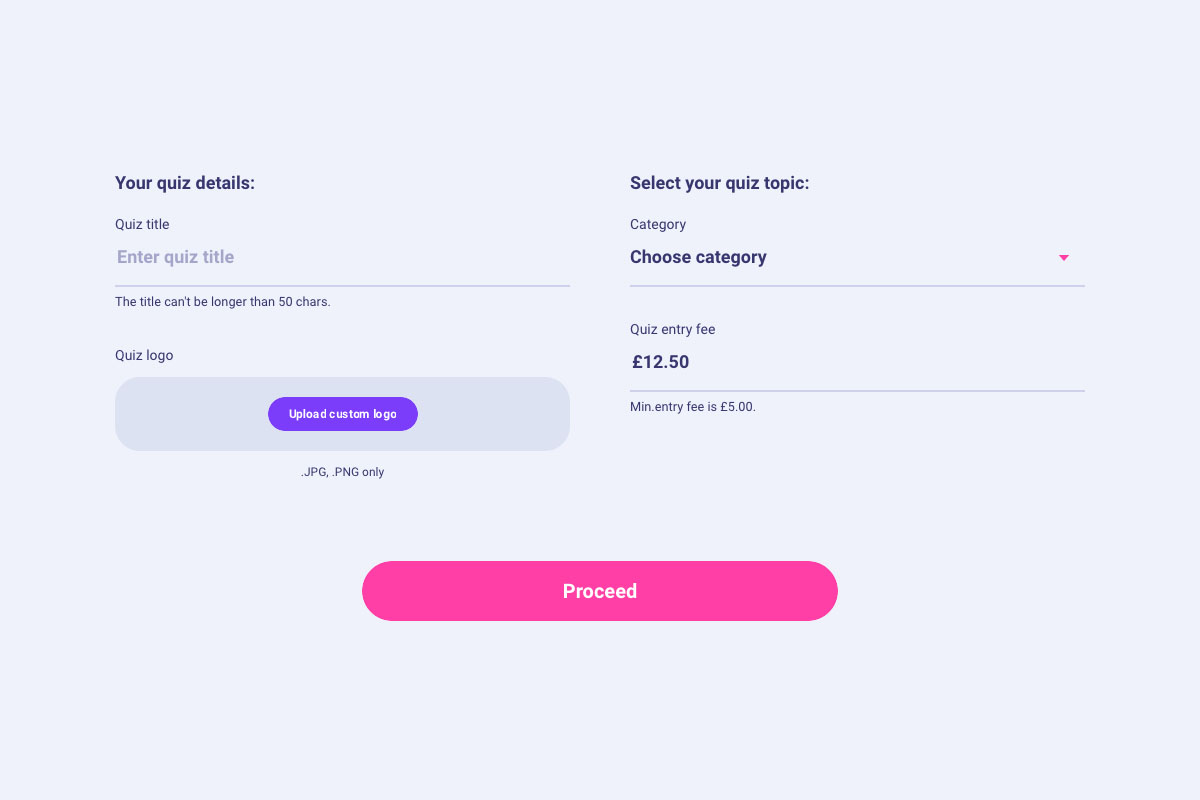 Your quiz details:
Quiz title
Enter quiz title
The title can't be longer than 50 chars.
Quiz logo
Upload custom logo
.JPG, .PNG only
Select your quiz topic:
Category
Choose category
Quiz entry fee
£12.50
Min.entry fee is £5.00.
Proceed